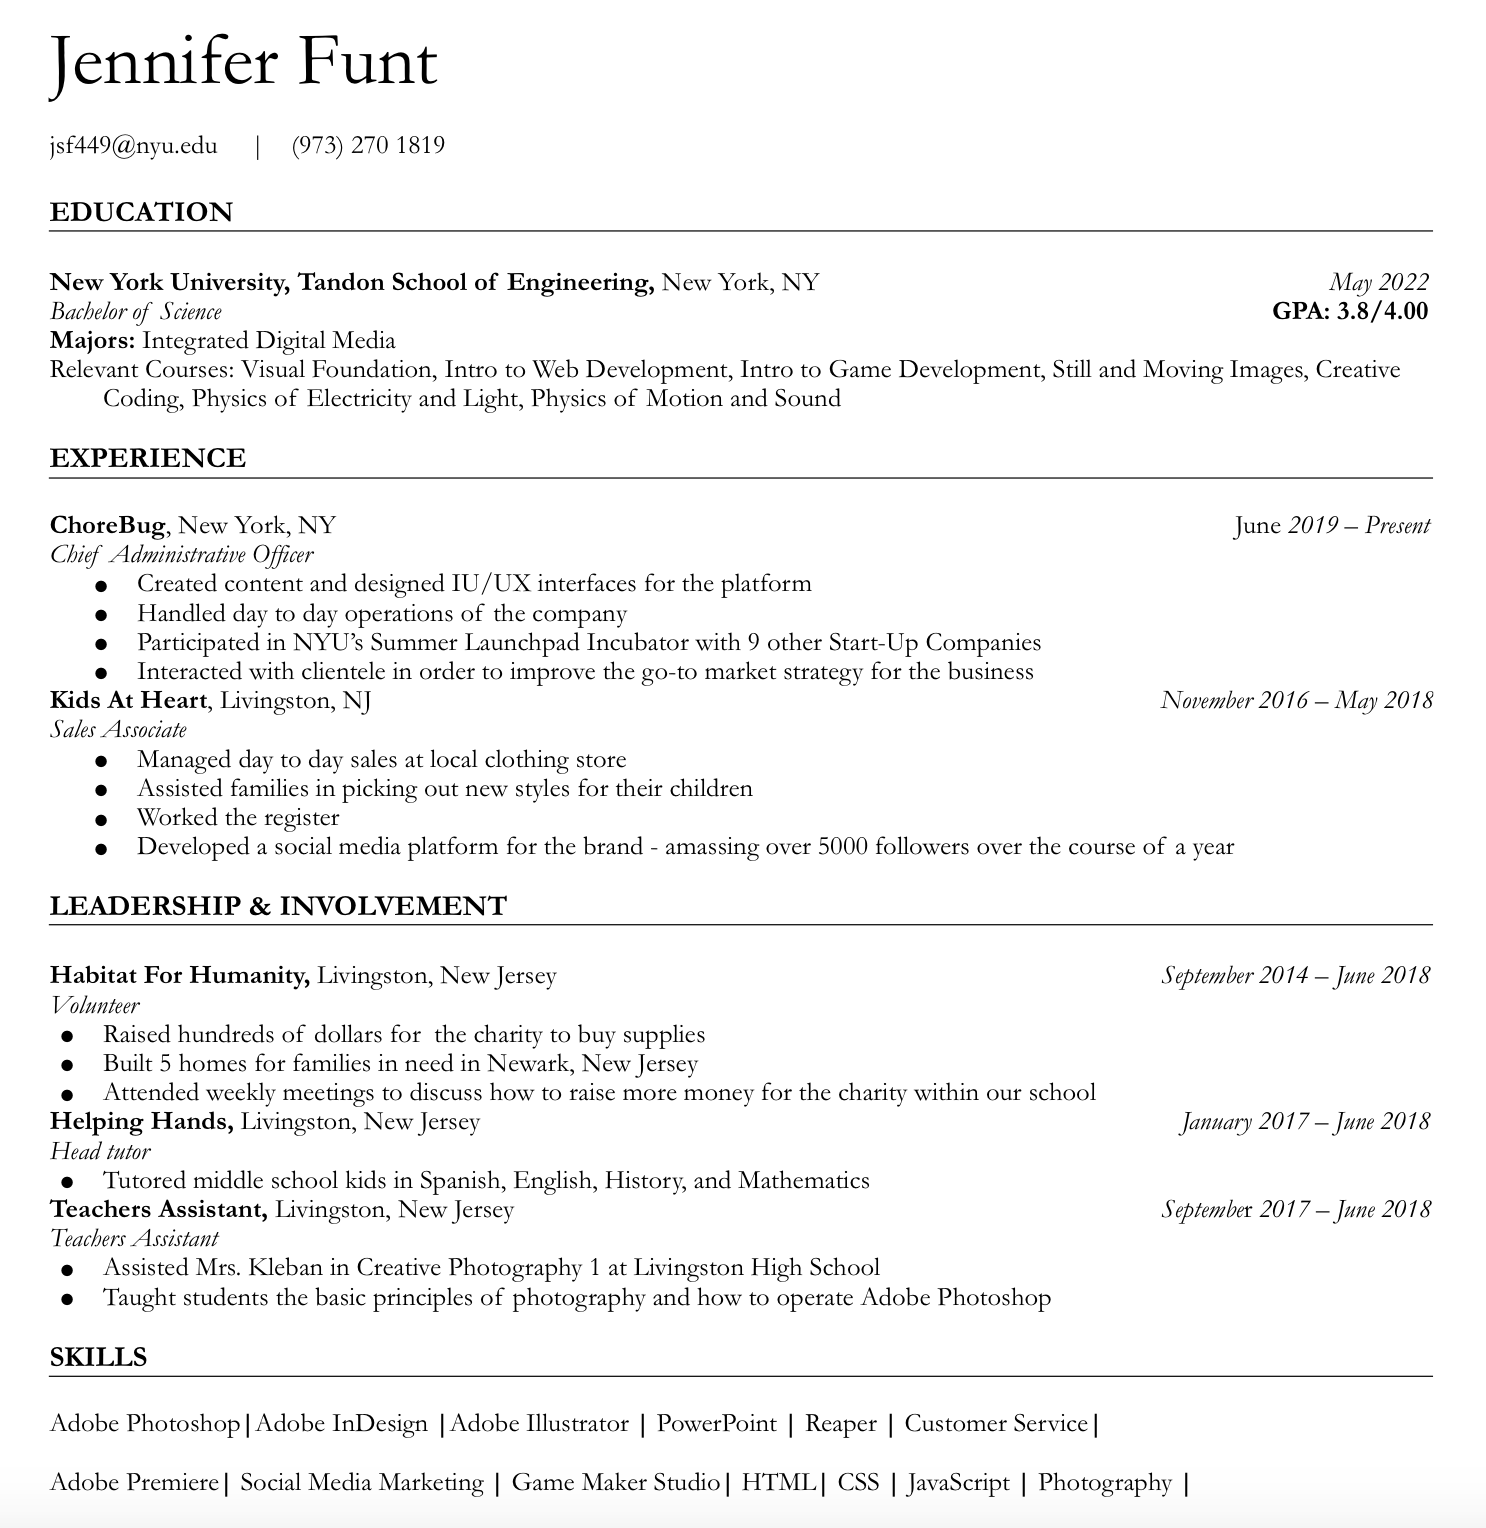 Jennifer Funt
jsf449@nyu.edu | (973) 270 1819
EDUCATION
New York University, Tandon School of Engineering, New York, NY May 2022
Bachelor of Science GPA: 3.8/4.00
Majors: Integrated Digital Media
Relevant Courses: Visual Foundation, Intro to Web Development, Intro to Game Development, Still and Moving Images, Creative
Coding, Physics of Electricity and Light, Physics of Motion and Sound
EXPERIENCE
ChoreBug, New York, NY June 2019 – Present
Chief Administrative Officer
● Created content and designed IU/UX interfaces for the platform
● Handled day to day operations of the company
● Participated in NYU's Summer Launchpad Incubator with 9 other Start-Up Companies
● Interacted with clientele in order to improve the go-to market strategy for the business
Kids At Heart, Livingston, NJ November 2016 – May 2018
Sales Associate
● Managed day to day sales at local clothing store
● Assisted families in picking out new styles for their children
● Worked the register
● Developed a social media platform for the brand - amassing over 5000 followers over the course of a year
LEADERSHIP & INVOLVEMENT
Habitat For Humanity, Livingston, New Jersey September 2014 – June 2018
Volunteer
● Raised hundreds of dollars for the charity to buy supplies
● Built 5 homes for families in need in Newark, New Jersey
● Attended weekly meetings to discuss how to raise more money for the charity within our school
Helping Hands, Livingston, New Jersey January 2017 – June 2018
Head tutor
● Tutored middle school kids in Spanish, English, History, and Mathematics
Teachers Assistant, Livingston, New Jersey September 2017 – June 2018
Teachers Assistant
● Assisted Mrs. Kleban in Creative Photography 1 at Livingston High School
● Taught students the basic principles of photography and how to operate Adobe Photoshop
SKILLS
Adobe Photoshop|Adobe InDesign |Adobe Illustrator | PowerPoint | Reaper | Customer Service|
Adobe Premiere| Social Media Marketing | Game Maker Studio| HTML| CSS | JavaScript | Photography |